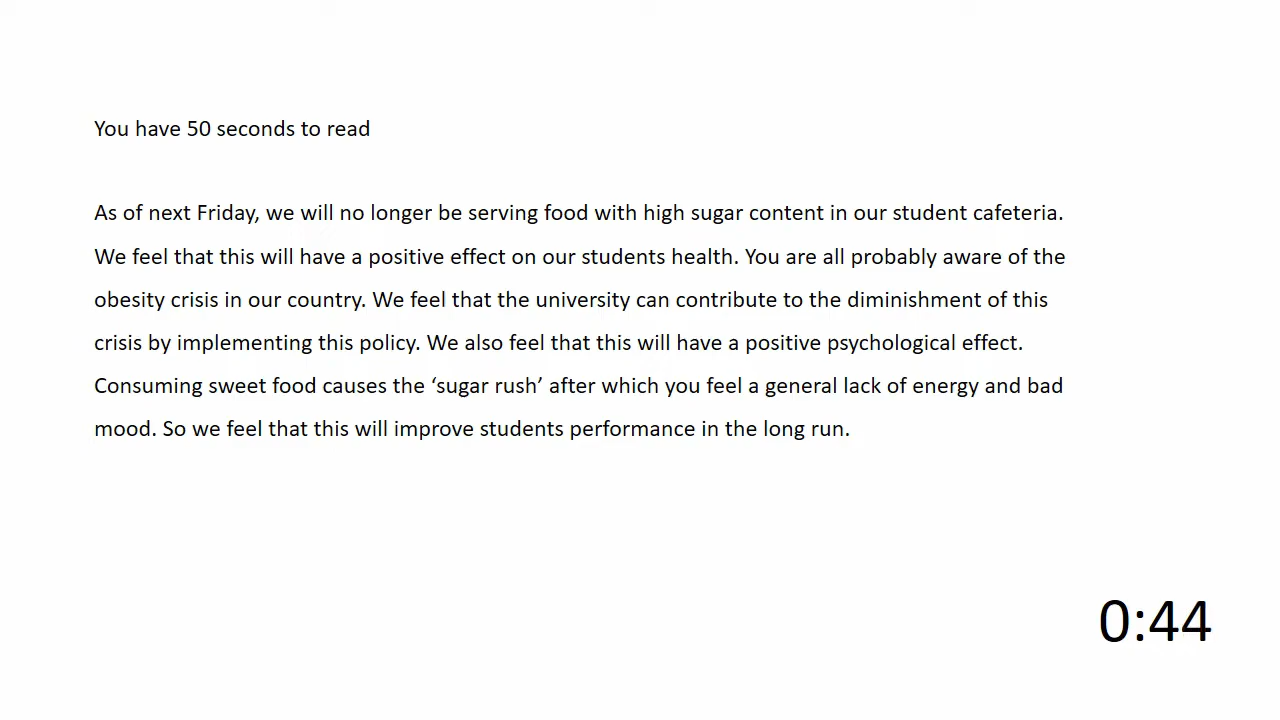 You have 50 seconds to read
As of next Friday, we will no longer be serving food with high sugar content in our student cafeteria.
We feel that this will have a positive effect on our students health. You are all probably aware of the
obesity crisis in our country. We feel that the university can contribute to the diminishment of this
crisis by implementing this policy. We also feel that this will have a positive psychological effect.
Consuming sweet food causes the ‘sugar rush’ after which you feel a general lack of energy and bad
mood. So we feel that this will improve students performance in the long run.
0:44